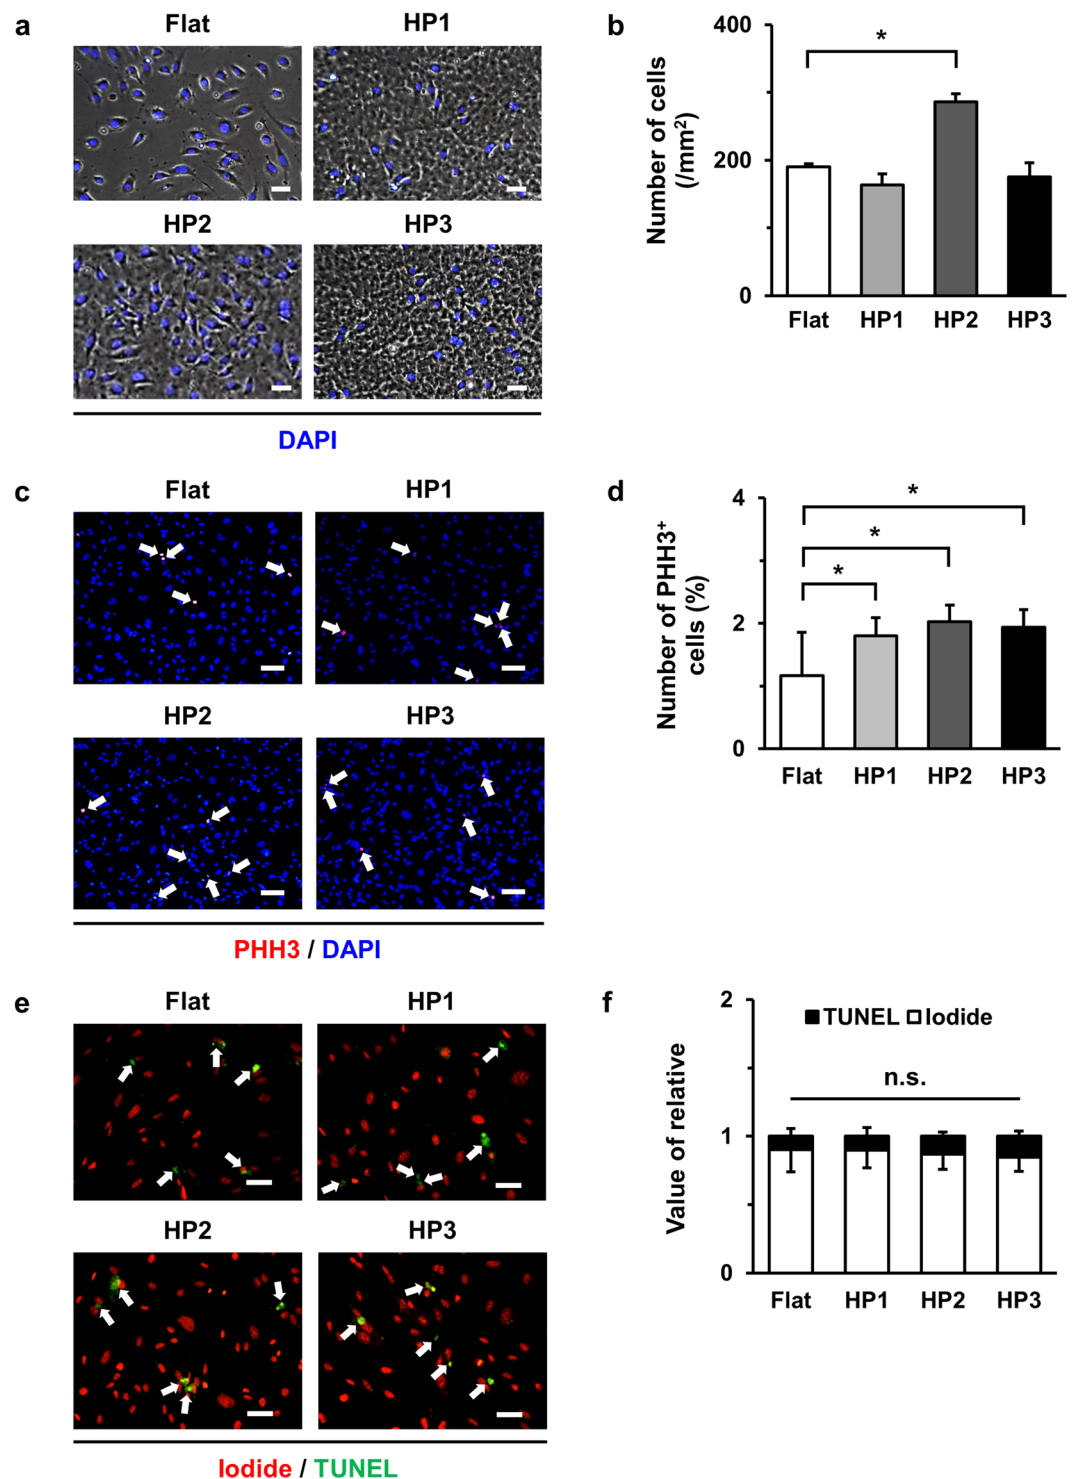 a
Flat
HP1
HP2
HP3
DAPI
b
Number of cells
(/mm²)
400
200
0
*
Flat HP1 HP2 HP3
c
Flat
HP1
HP2
HP3
PHH3 / DAPI
d
Number of PHH3⁺
cells (%)
4
2
0
*
*
*
Flat HP1 HP2 HP3
e
Flat
HP1
HP2
HP3
Iodide / TUNEL
f
Value of relative
2
1
0
TUNEL Iodide
n.s.
Flat HP1 HP2 HP3